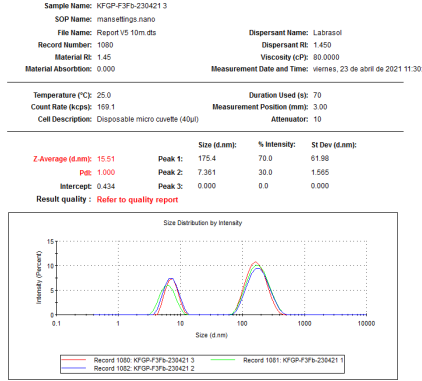 Sample Name: KFGP-F3Fb-230421 3
SOP Name: mansettings.nano
File Name: Report V5 10m.dts Dispersant Name: Labrasol
Record Number: 1080 Dispersant RI: 1.450
Material RI: 1.45 Viscosity (cP): 80.0000
Material Absorbtion: 0.000 Measurement Date and Time: viernes, 23 de abril de 2021 11:30
Temperature (°C): 25.0 Duration Used (s): 70
Count Rate (kcps): 169.1 Measurement Position (mm): 3.00
Cell Description: Disposable micro cuvette (40µl) Attenuator: 10
Size (d.nm): % Intensity: St Dev (d.nm):
Z-Average (d.nm): 15.51 Peak 1: 175.4 70.0 61.98
PdI: 1.000 Peak 2: 7.361 30.0 1.565
Intercept: 0.434 Peak 3: 0.000 0.0 0.000
Result quality : Refer to quality report
Size Distribution by Intensity
Intensity (Percent)
15
10
5
0
0.1 1 10 100 1000 10000
Size (d.nm)
Record 1080: KFGP-F3Fb-230421 3 Record 1081: KFGP-F3Fb-230421 1
Record 1082: KFGP-F3Fb-230421 2